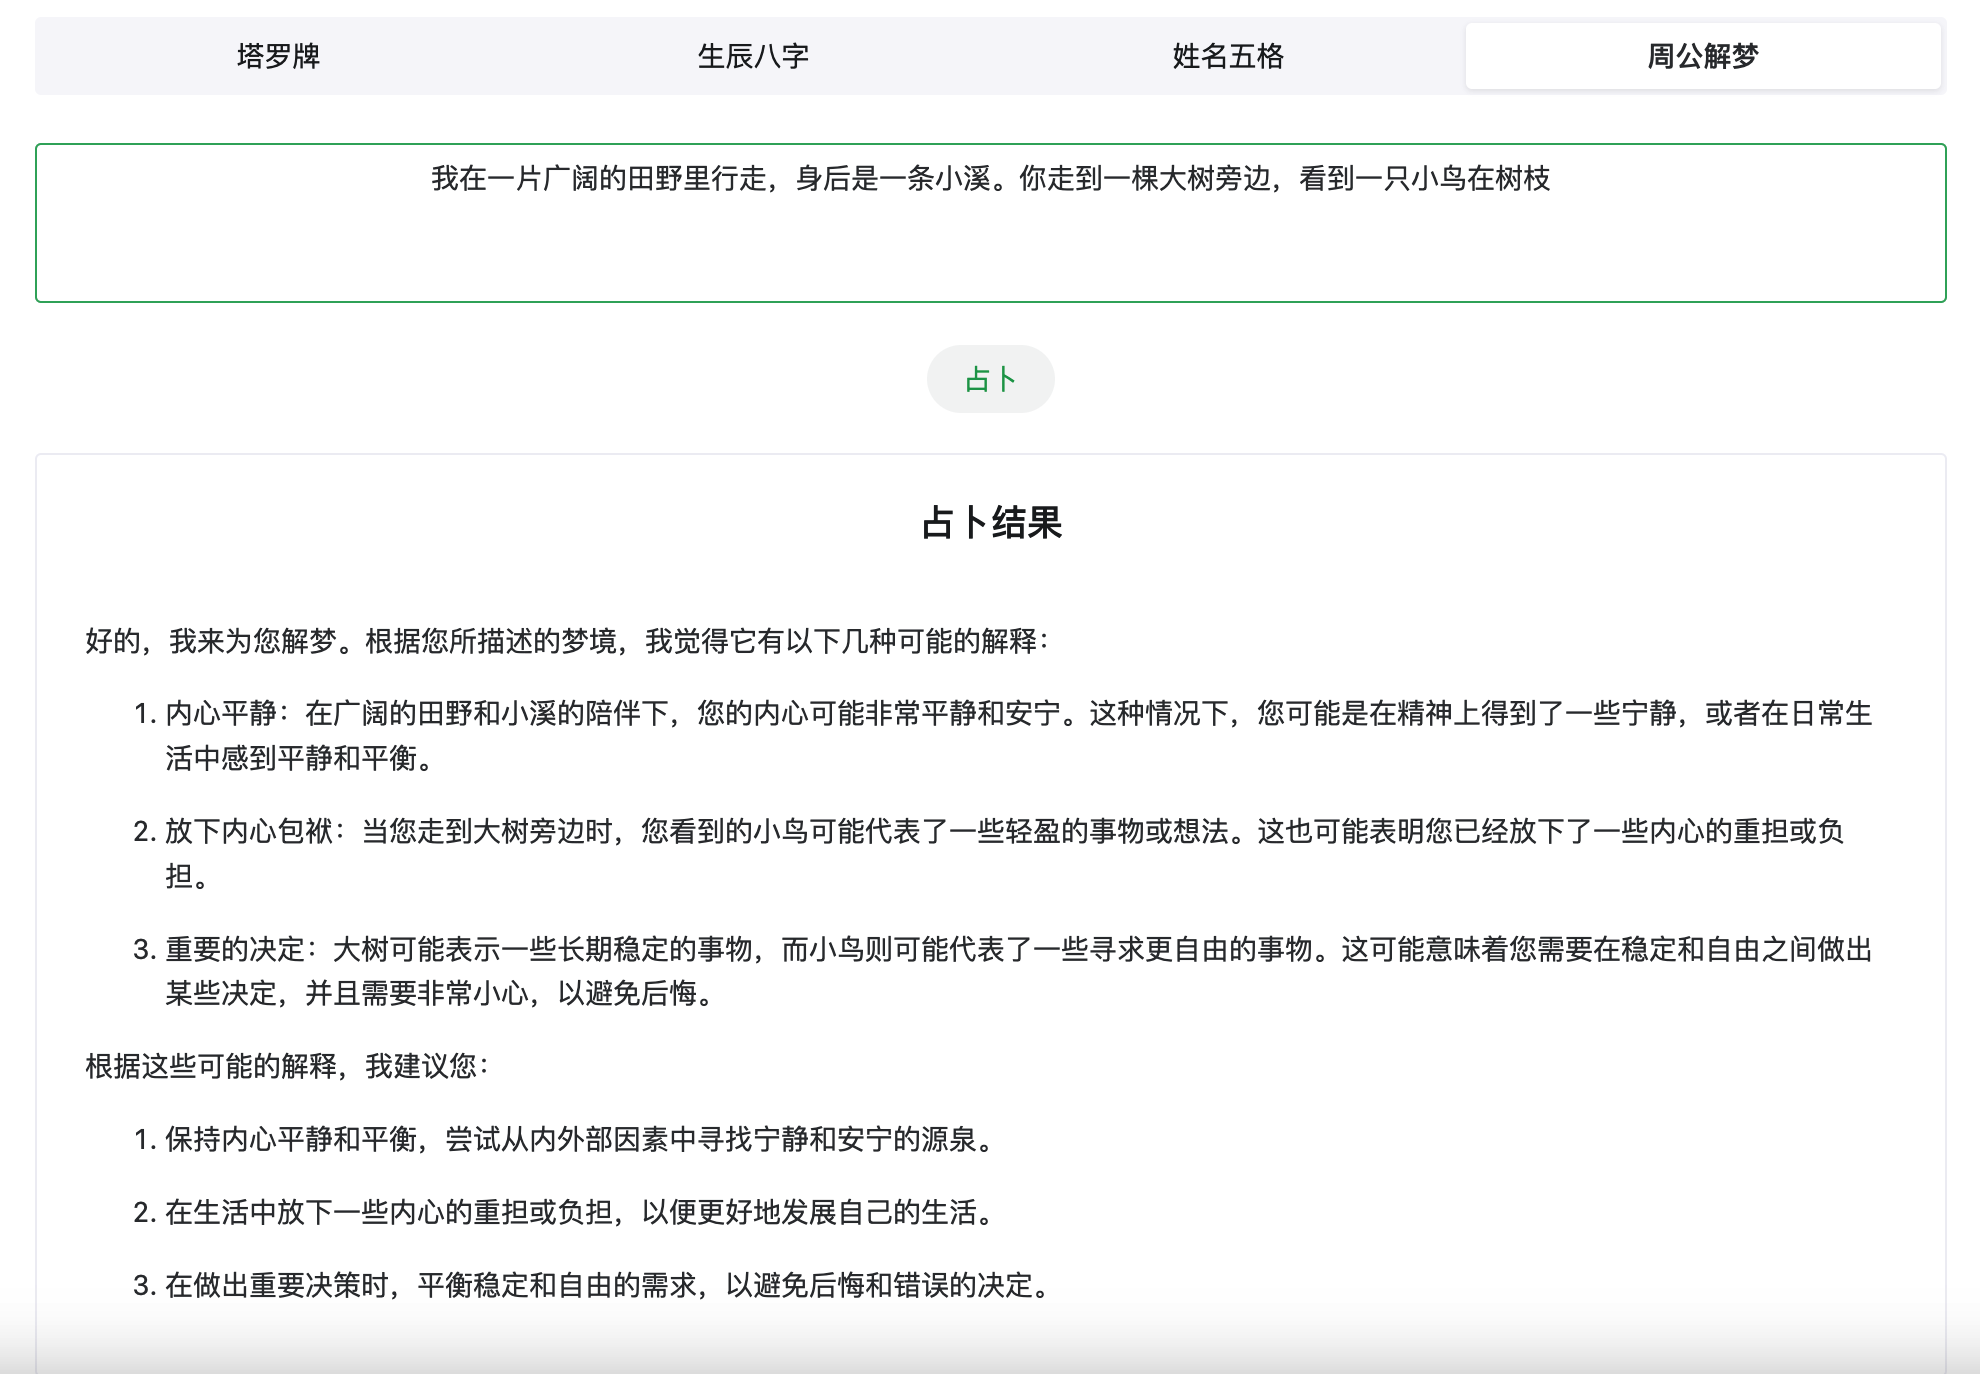 塔罗牌
生辰八字
姓名五格
周公解梦
我在一片广阔的田野里行走，身后是一条小溪。你走到一棵大树旁边，看到一只小鸟在树枝
占卜
占卜结果
好的，我来为您解梦。根据您所描述的梦境，我觉得它有以下几种可能的解释：
1. 内心平静：在广阔的田野和小溪的陪伴下，您的内心可能非常平静和安宁。这种情况下，您可能是在精神上得到了一些宁静，或者在日常生
活中感到平静和平衡。
2. 放下内心包袱：当您走到大树旁边时，您看到的小鸟可能代表了一些轻盈的事物或想法。这也可能表明您已经放下了一些内心的重担或负
担。
3. 重要的决定：大树可能表示一些长期稳定的事物，而小鸟则可能代表了一些寻求更自由的事物。这可能意味着您需要在稳定和自由之间做出
某些决定，并且需要非常小心，以避免后悔。
根据这些可能的解释，我建议您：
1. 保持内心平静和平衡，尝试从内外部因素中寻找宁静和安宁的源泉。
2. 在生活中放下一些内心的重担或负担，以便更好地发展自己的生活。
3. 在做出重要决策时，平衡稳定和自由的需求，以避免后悔和错误的决定。